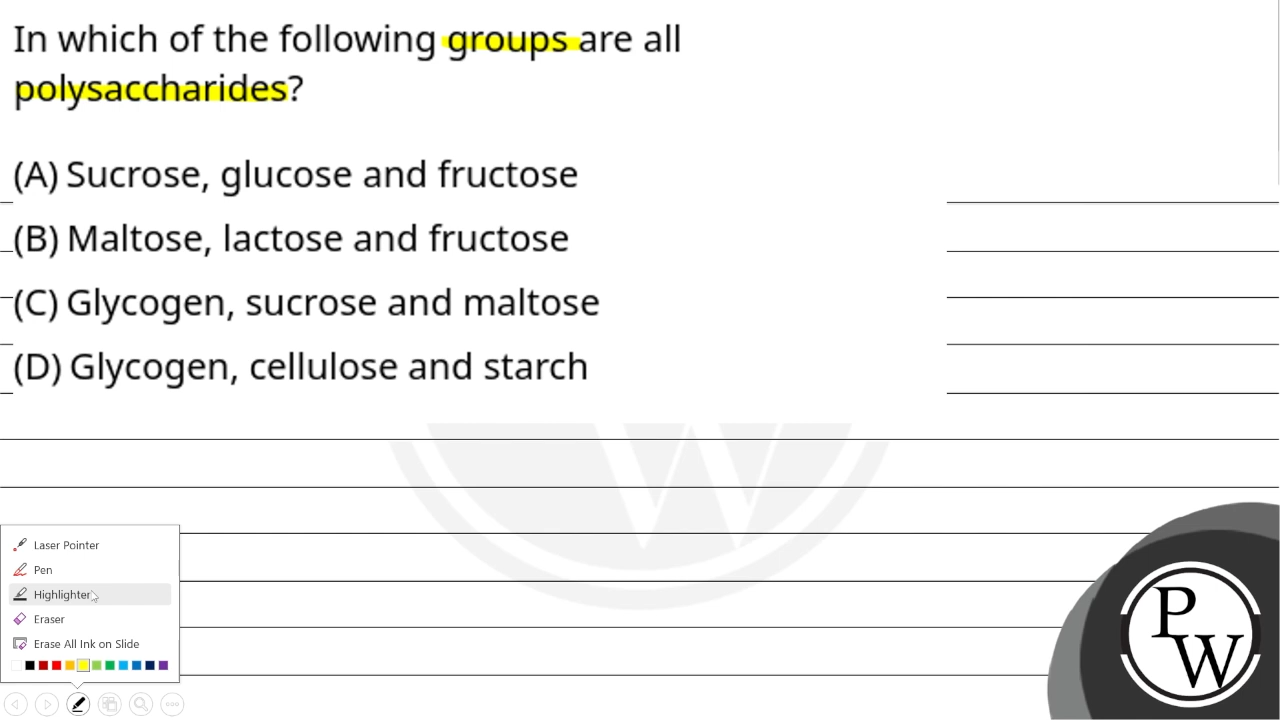 In which of the following groups are all
polysaccharides?
(A) Sucrose, glucose and fructose
(B) Maltose, lactose and fructose
(C) Glycogen, sucrose and maltose
(D) Glycogen, cellulose and starch
Laser Pointer
Pen
Highlighter
Eraser
Erase All Ink on Slide
P
W